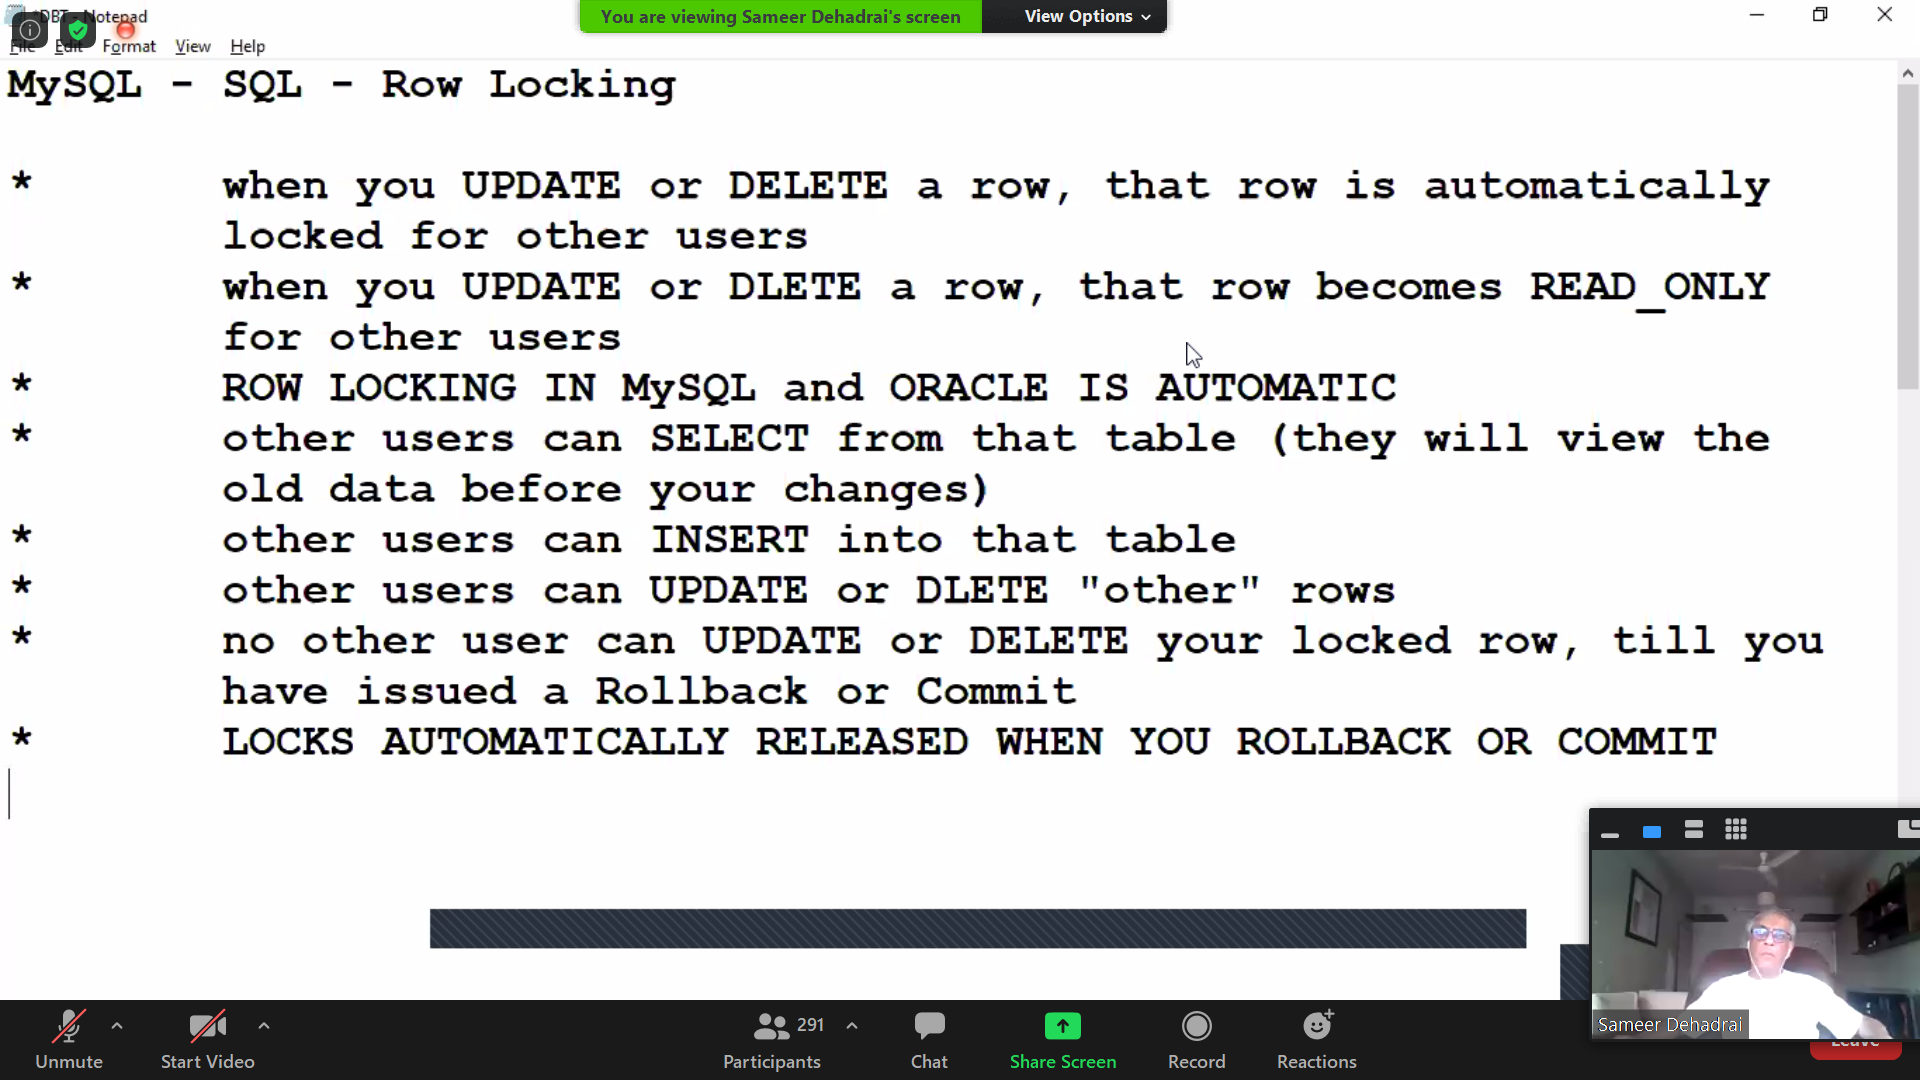 *DBT - Notepad
You are viewing Sameer Dehadrai's screen View Options
File Edit Format View Help
MySQL - SQL - Row Locking
* when you UPDATE or DELETE a row, that row is automatically
locked for other users
* when you UPDATE or DLETE a row, that row becomes READ_ONLY
for other users
* ROW LOCKING IN MySQL and ORACLE IS AUTOMATIC
* other users can SELECT from that table (they will view the
old data before your changes)
* other users can INSERT into that table
* other users can UPDATE or DLETE "other" rows
* no other user can UPDATE or DELETE your locked row, till you
have issued a Rollback or Commit
* LOCKS AUTOMATICALLY RELEASED WHEN YOU ROLLBACK OR COMMIT
Sameer Dehadrai
291
Unmute Start Video Participants Chat Share Screen Record Reactions Leave